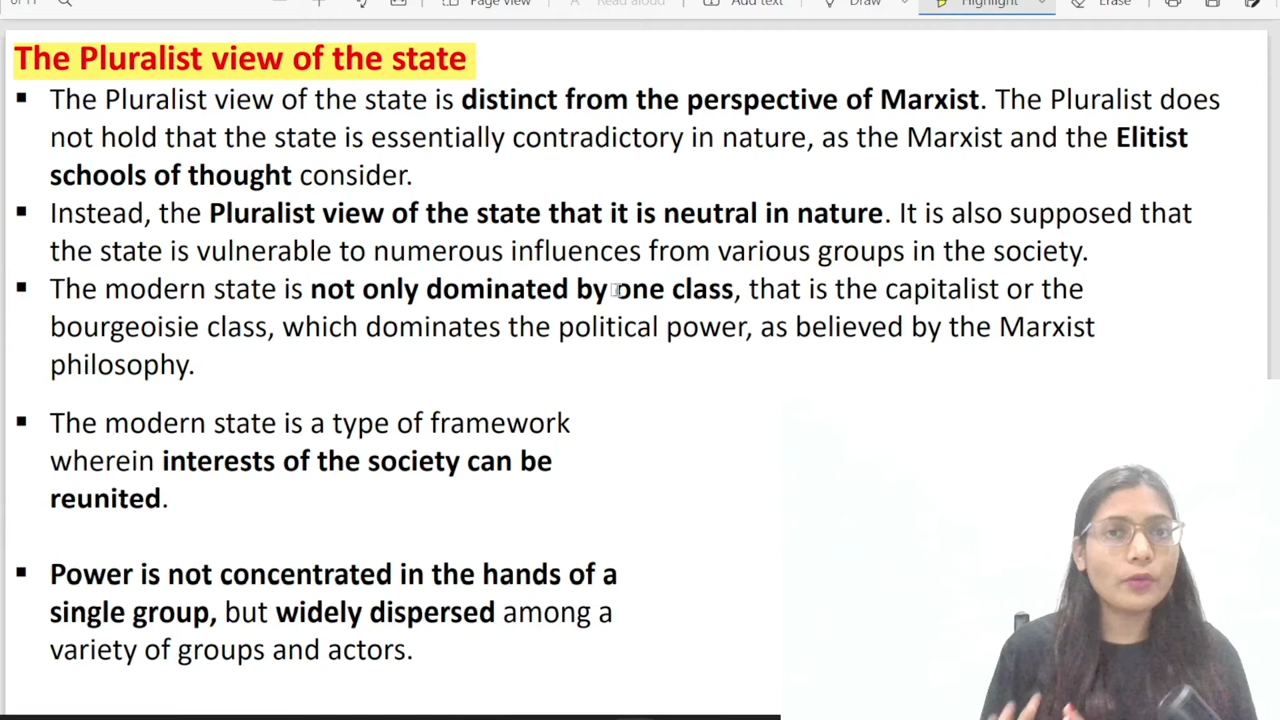 of 11
Page view
Read aloud
Add text
Draw
Highlight
Erase
The Pluralist view of the state
▪ The Pluralist view of the state is distinct from the perspective of Marxist. The Pluralist does
not hold that the state is essentially contradictory in nature, as the Marxist and the Elitist
schools of thought consider.
▪ Instead, the Pluralist view of the state that it is neutral in nature. It is also supposed that
the state is vulnerable to numerous influences from various groups in the society.
▪ The modern state is not only dominated by one class, that is the capitalist or the
bourgeoisie class, which dominates the political power, as believed by the Marxist
philosophy.
▪ The modern state is a type of framework
wherein interests of the society can be
reunited.
▪ Power is not concentrated in the hands of a
single group, but widely dispersed among a
variety of groups and actors.